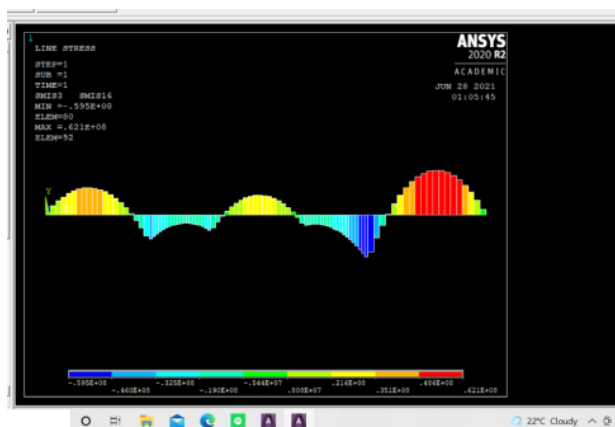 1
LINE STRESS
STEP=1
SUB =1
TIME=1
SMIS3 SMIS16
MIN =-.595E+08
ELEM=80
MAX =.621E+08
ELEM=92
ANSYS
2020 R2
ACADEMIC
JUN 28 2021
01:05:45
Y
-.595E+08 -.325E+08 -.544E+07 .216E+08 .486E+08
-.460E+08 -.190E+08 .808E+07 .351E+08 .621E+08
22°C Cloudy